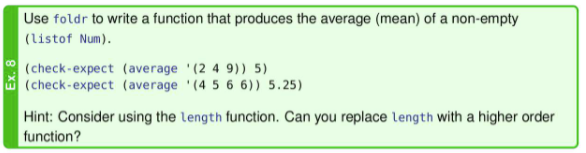 Ex. 8
Use foldr to write a function that produces the average (mean) of a non-empty
(listof Num).
(check-expect (average '(2 4 9)) 5)
(check-expect (average '(4 5 6 6)) 5.25)
Hint: Consider using the length function. Can you replace length with a higher order
function?